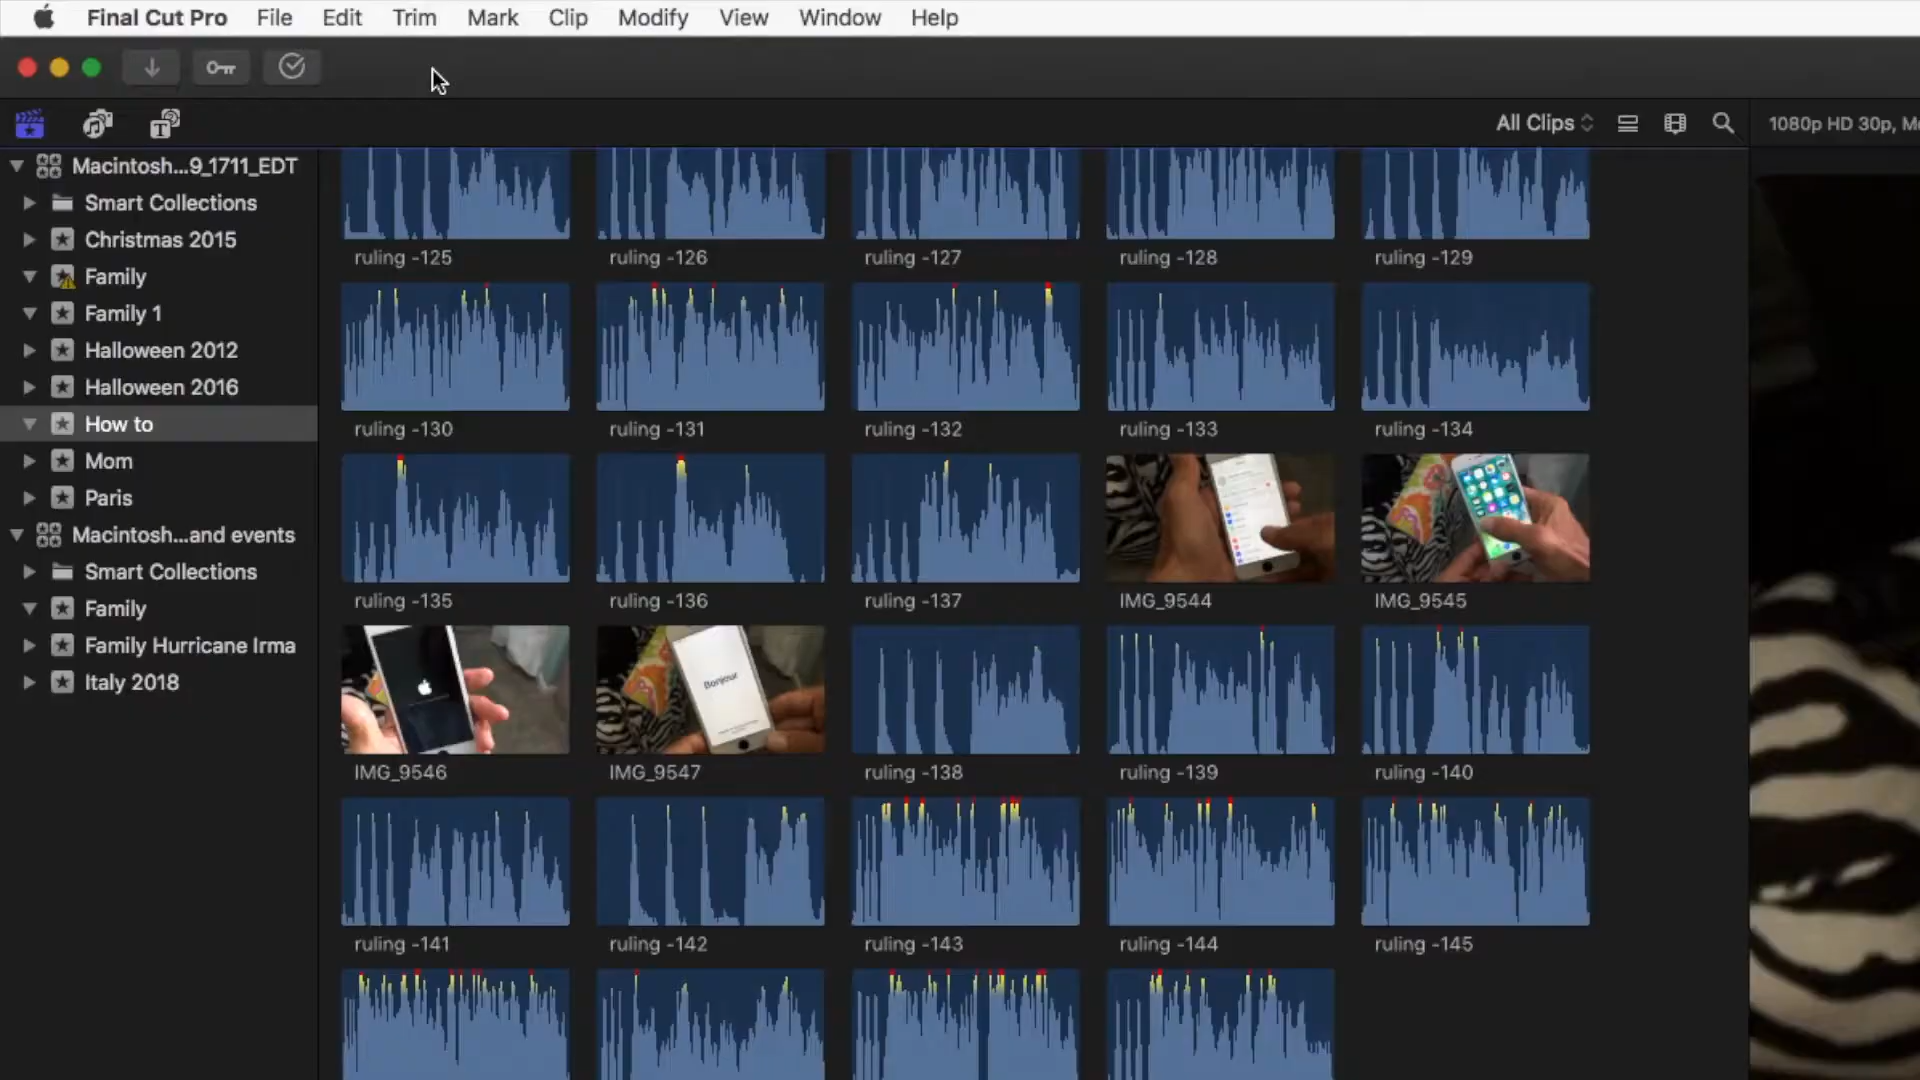 Final Cut Pro File Edit Trim Mark Clip Modify View Window Help
All Clips
1080p HD 30p,
Macintosh...9_1711_EDT
Smart Collections
Christmas 2015
Family
Family 1
Halloween 2012
Halloween 2016
How to
Mom
Paris
Macintosh...and events
Smart Collections
Family
Family Hurricane Irma
Italy 2018
ruling -125 ruling -126 ruling -127 ruling -128 ruling -129
ruling -130 ruling -131 ruling -132 ruling -133 ruling -134
Bonjour
ruling -135 ruling -136 ruling -137 IMG_9544 IMG_9545
IMG_9546 IMG_9547 ruling -138 ruling -139 ruling -140
ruling -141 ruling -142 ruling -143 ruling -144 ruling -145